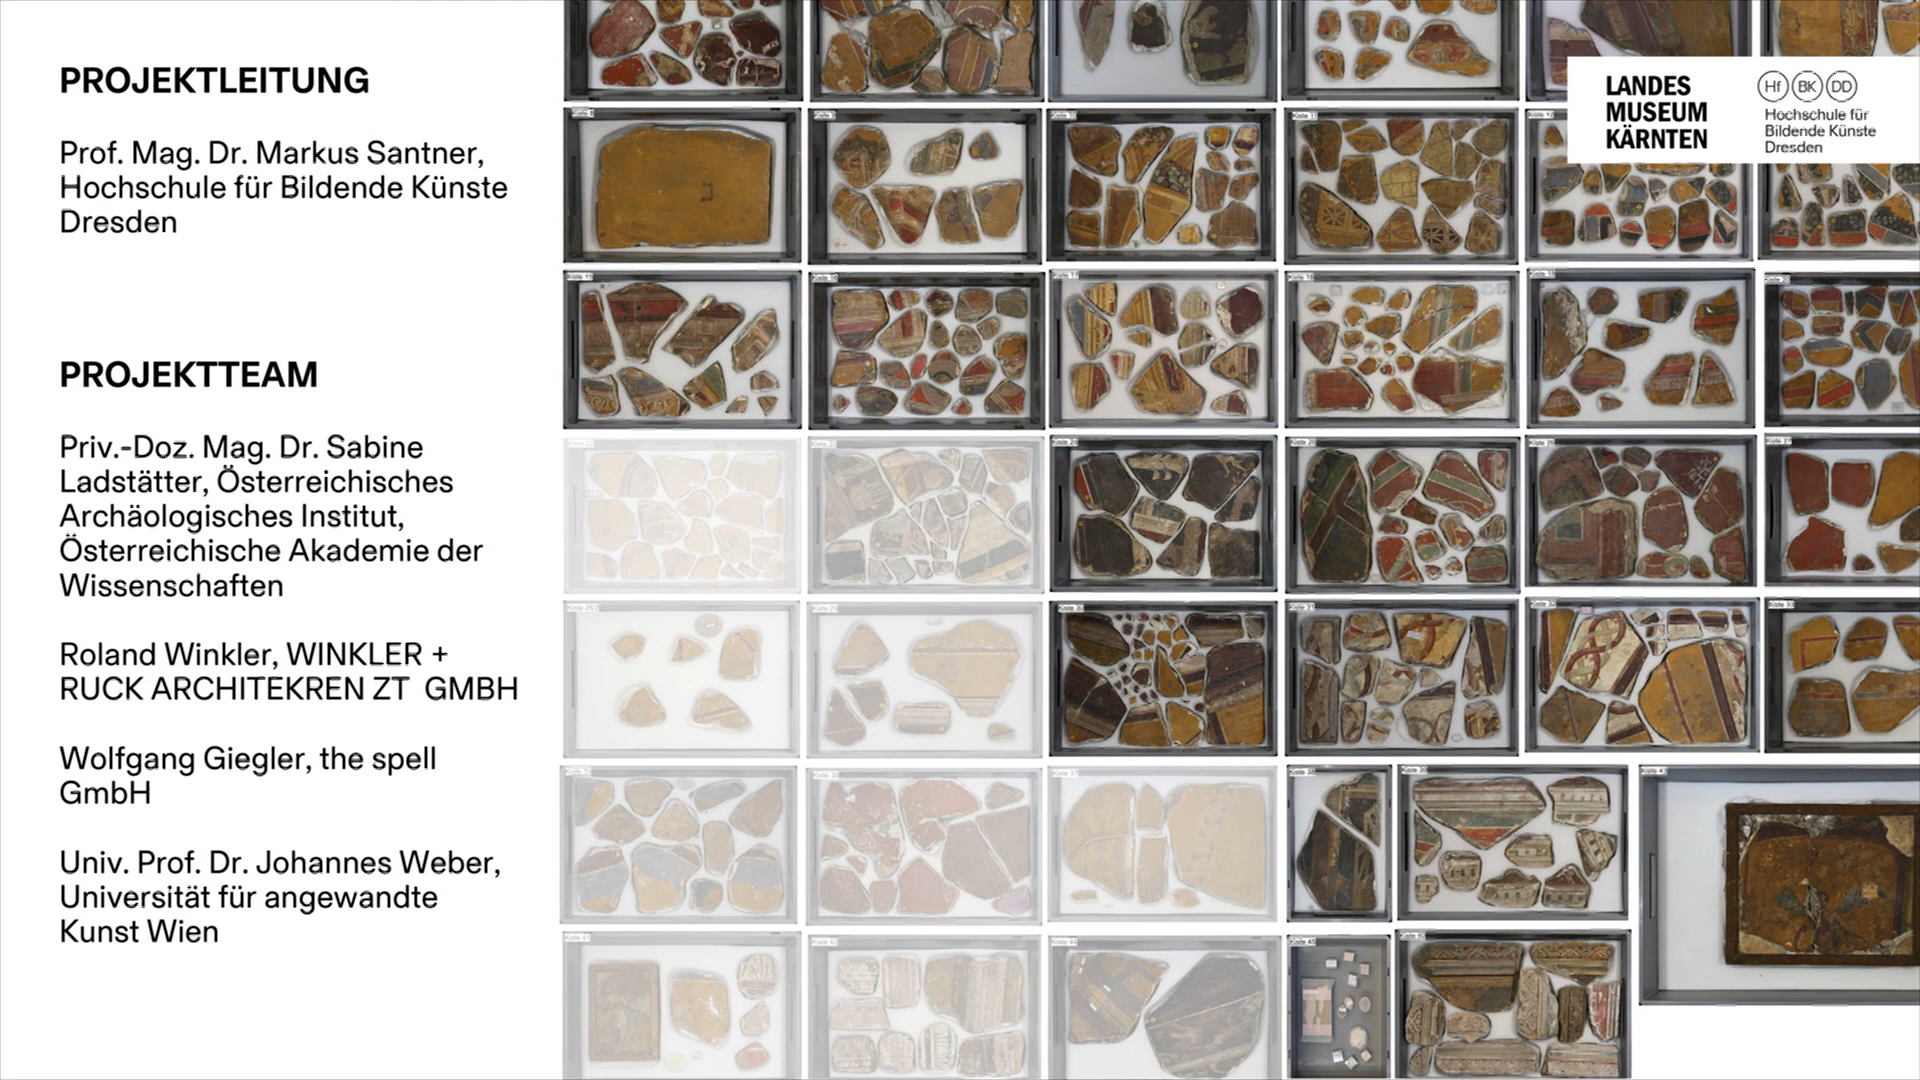 PROJEKTLEITUNG
Prof. Mag. Dr. Markus Santner,
Hochschule für Bildende Künste
Dresden
PROJEKTTEAM
Priv.-Doz. Mag. Dr. Sabine
Ladstätter, Österreichisches
Archäologisches Institut,
Österreichische Akademie der
Wissenschaften
Roland Winkler, WINKLER +
RUCK ARCHITEKREN ZT GMBH
Wolfgang Giegler, the spell
GmbH
Univ. Prof. Dr. Johannes Weber,
Universität für angewandte
Kunst Wien
LANDES
MUSEUM
KÄRNTEN
Hf BK DD
Hochschule für
Bildende Künste
Dresden